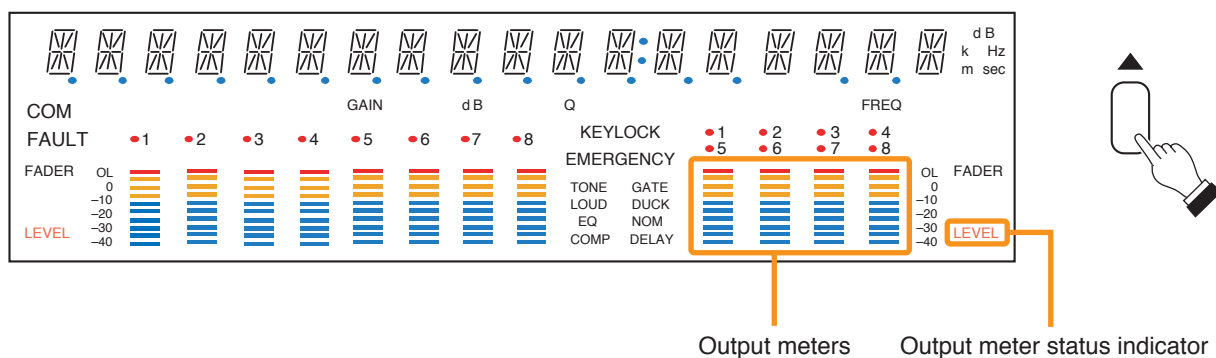 d B
k Hz
m sec
COM
GAIN d B Q FREQ
FAULT 1 2 3 4 5 6 7 8 KEYLOCK 1 2 3 4
EMERGENCY 5 6 7 8
FADER OL OL FADER
0 TONE GATE 0
–10 LOUD DUCK –10
–20 EQ NOM –20
LEVEL –30 –30 LEVEL
–40 COMP DELAY –40
Output meters Output meter status indicator